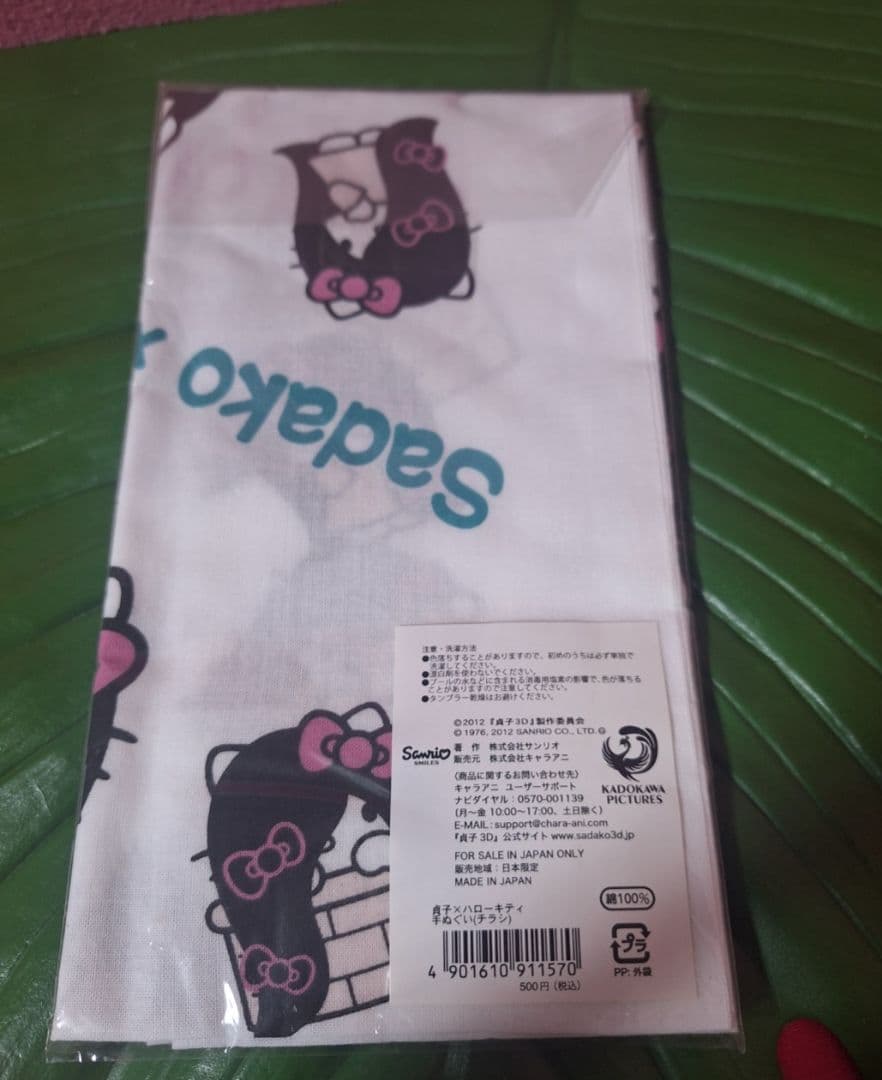 Sadako
注意・洗濯方法
●色落ちすることがありますので、初めのうちは必ず単独で
洗濯してください。
●漂白剤を使わないでください。
●プールの水などに含まれる消毒用塩素の影響で、色が落ちる
ことがありますので注意してください。
●タンブラー乾燥はお避けください。
©2012『貞子3D』製作委員会
©1976, 2012 SANRIO CO., LTD.
Sanrio
SMILES
著 作 株式会社サンリオ
販売元 株式会社キャラアニ
KADOKAWA
PICTURES
〈商品に関するお問い合わせ先〉
キャラアニ ユーザーサポート
ナビダイヤル:0570-001139
(月〜金 10:00〜17:00、土日除く)
E-MAIL:support@chara-ani.com
『貞子3D』公式サイト www.sadako3d.jp
FOR SALE IN JAPAN ONLY
販売地域:日本限定
MADE IN JAPAN
綿100%
貞子×ハローキティ
手ぬぐい(チラシ)
4 901610 911570
500円(税込)
プラ
PP:外袋